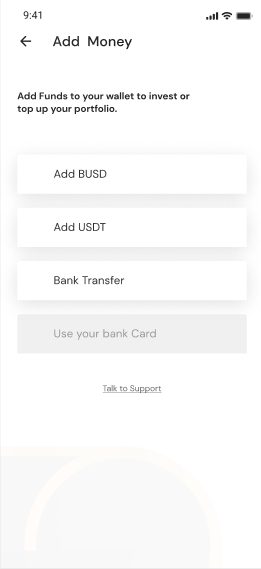 9:41
Add Money
Add Funds to your wallet to invest or
top up your portfolio.
Add BUSD
Add USDT
Bank Transfer
Use your bank Card
Talk to Support